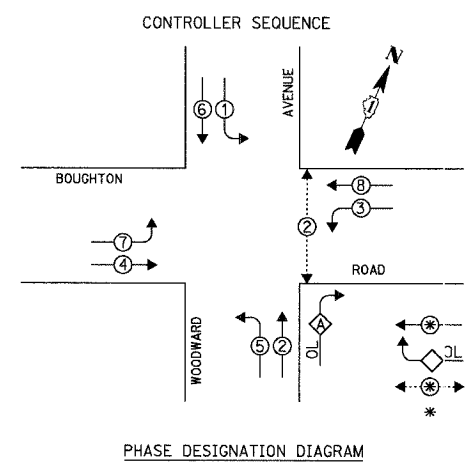 CONTROLLER SEQUENCE
N
AVENUE
1
6 1
BOUGHTON
8
3
2
7
4
ROAD
A
5 2
OL
WOODWARD
*
OL
*
*
PHASE DESIGNATION DIAGRAM